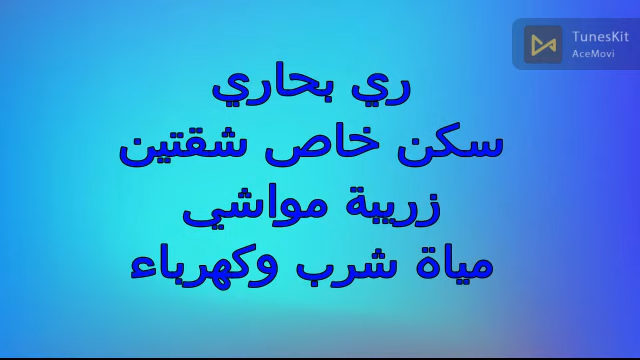 TunesKit
AceMovi
ري بحاري
سكن خاص شقتين
زريبة مواشي
مياة شرب وكهرباء